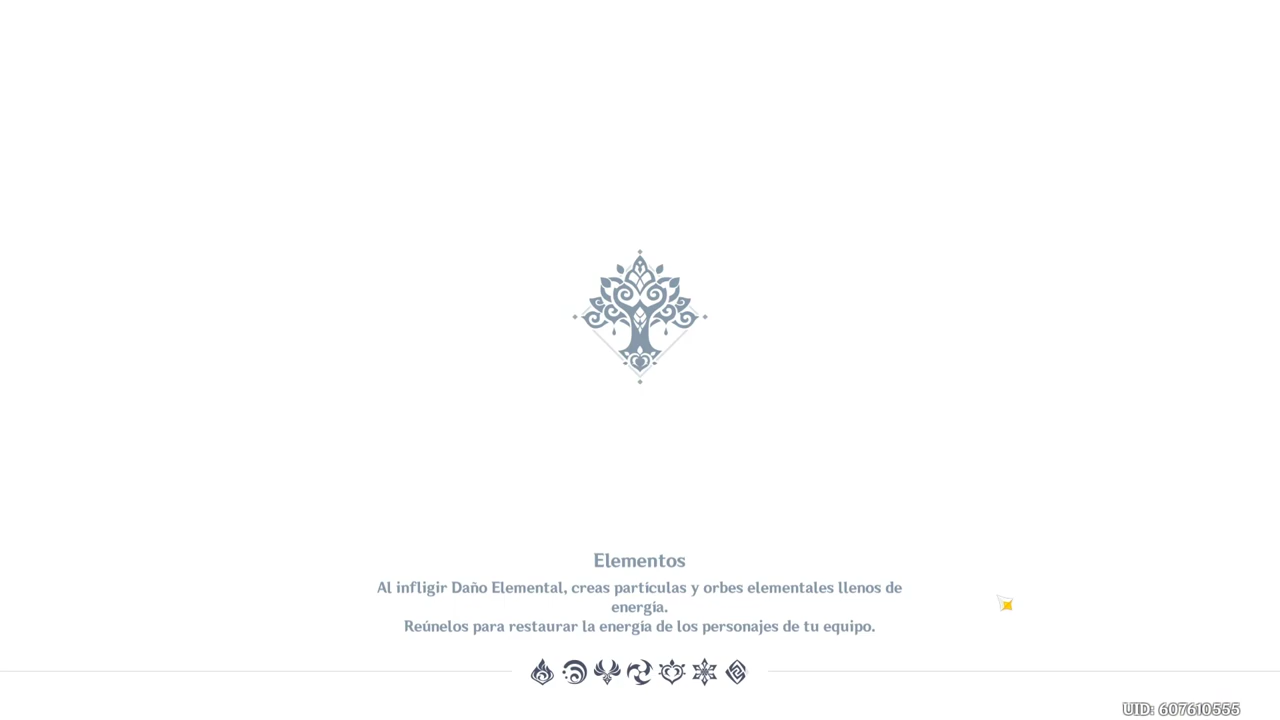 Elementos
Al infligir Daño Elemental, creas partículas y orbes elementales llenos de
energía.
Reúnelos para restaurar la energía de los personajes de tu equipo.
UID: 607610555